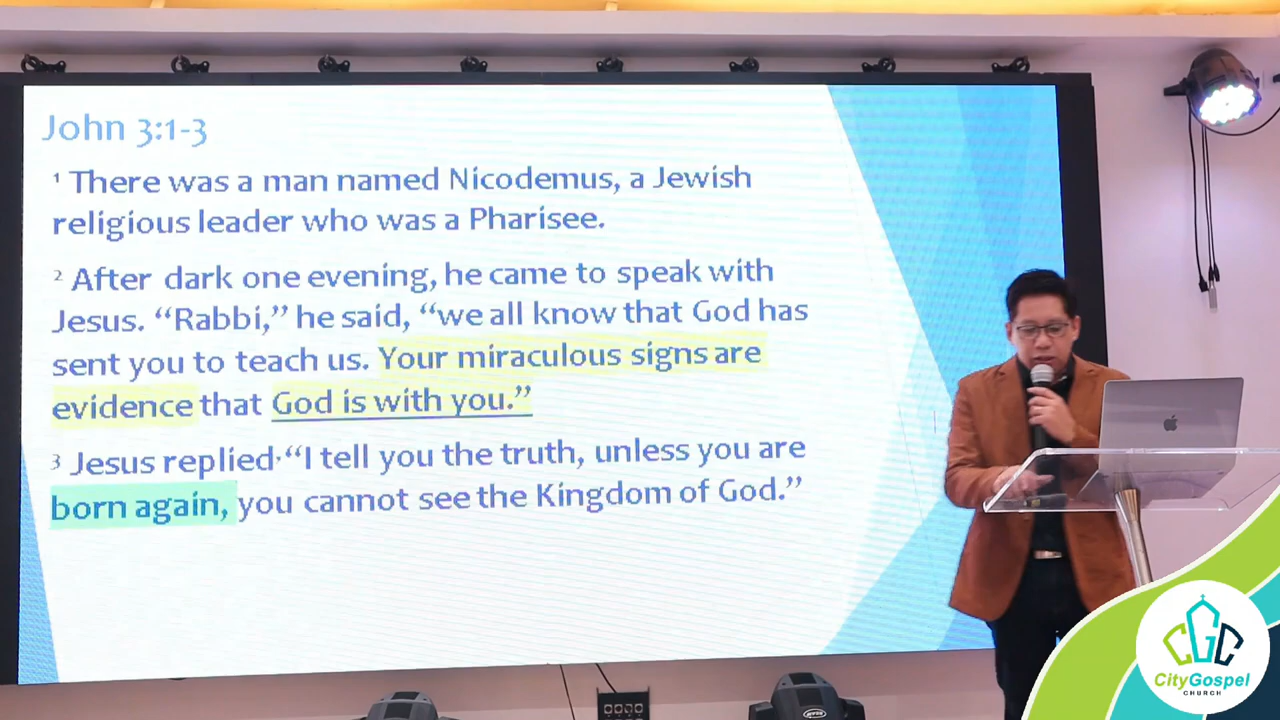 John 3:1-3
1 There was a man named Nicodemus, a Jewish
religious leader who was a Pharisee.
2 After dark one evening, he came to speak with
Jesus. “Rabbi,” he said, “we all know that God has
sent you to teach us. Your miraculous signs are
evidence that God is with you.”
3 Jesus replied, “I tell you the truth, unless you are
born again, you cannot see the Kingdom of God.”
CGC
CityGospel
CHURCH